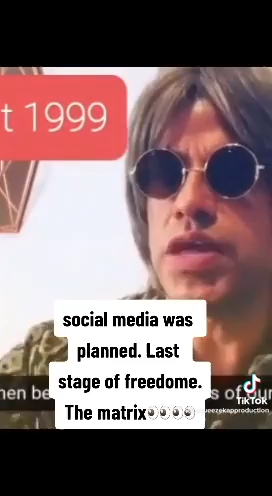 t 1999
social media was
planned. Last
stage of freedome.
The matrix👀👀👀
TikTok